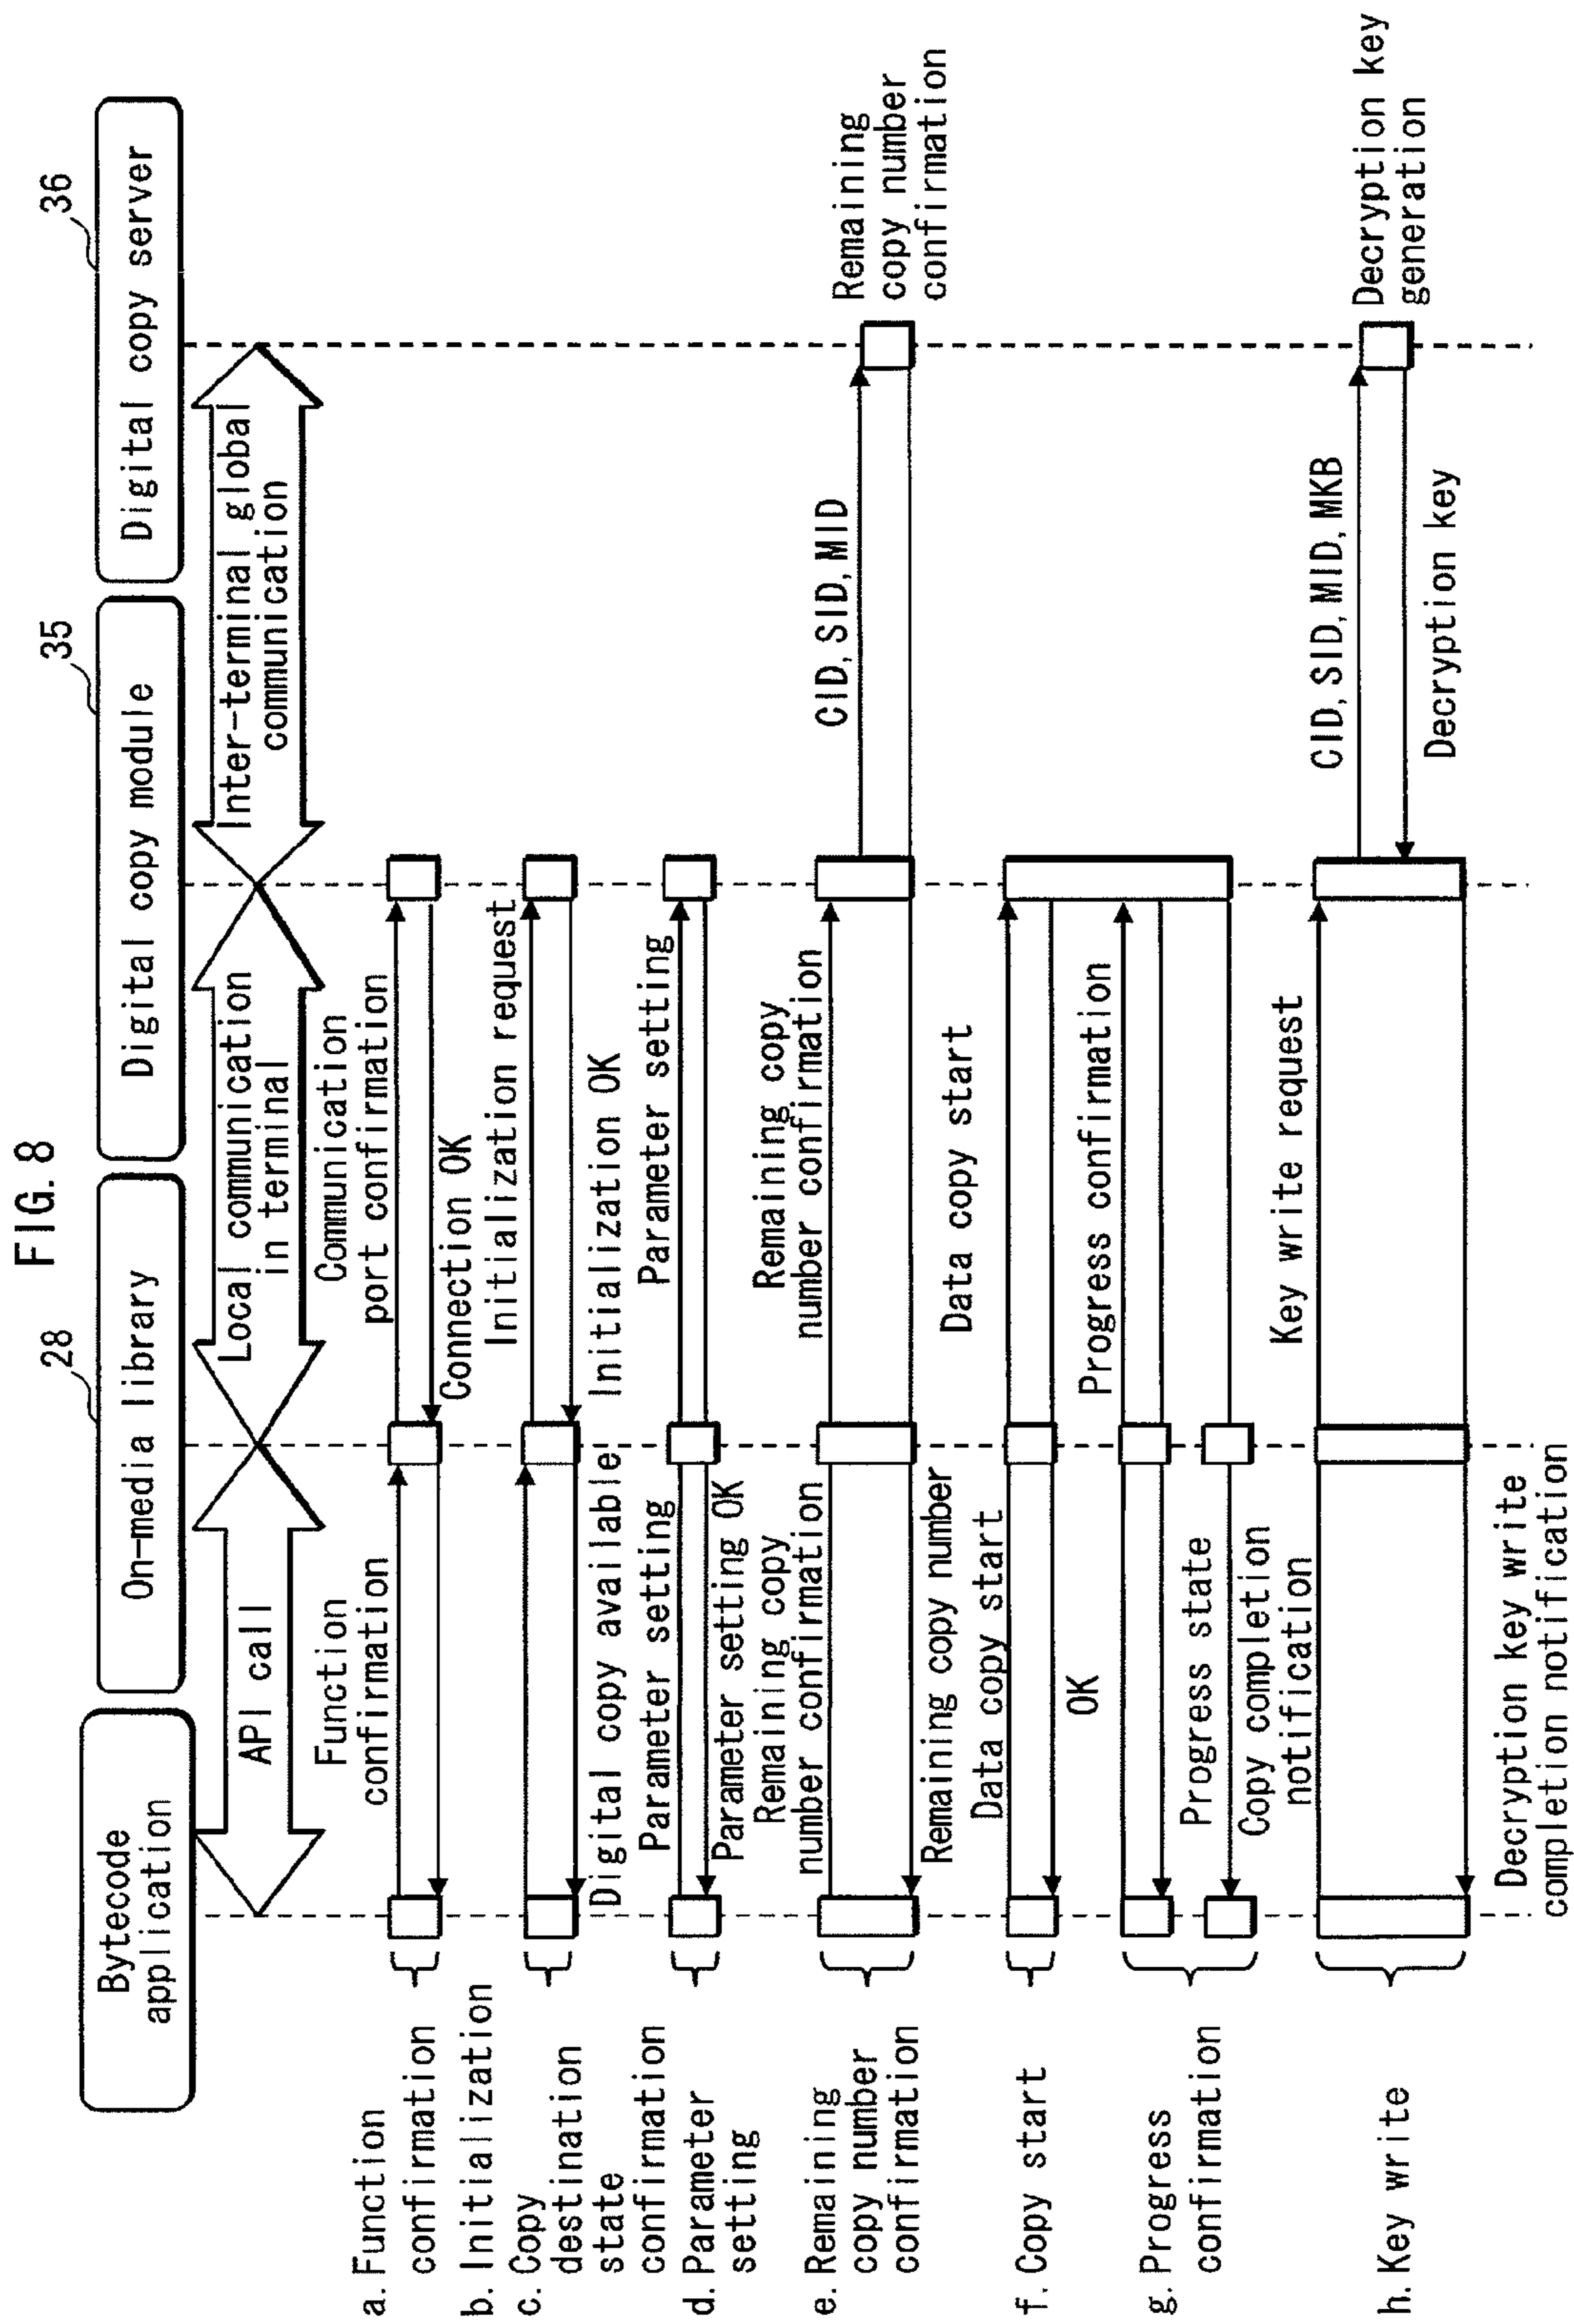 FIG. 8
Bytecode
application
28
On-media library
35
Digital copy module
36
Digital copy server
API call
Local communication
in terminal
Inter-terminal global
communication
a. Function
confirmation
Function
confirmation
Communication
port confirmation
Connection OK
b. Initialization
Initialization request
c. Copy
destination
state
confirmation
Digital copy available
Initialization OK
d. Parameter
setting
Parameter setting
Parameter setting
Parameter setting OK
e. Remaining
copy number
confirmation
Remaining copy
number confirmation
Remaining copy
number confirmation
CID, SID, MID
Remaining
copy number
confirmation
Remaining copy number
f. Copy start
Data copy start
Data copy start
OK
g. Progress
confirmation
Progress confirmation
Progress state
Copy completion
notification
h. Key write
Key write request
CID, SID, MID, MKB
Decryption key
generation
Decryption key
Decryption key write
completion notification